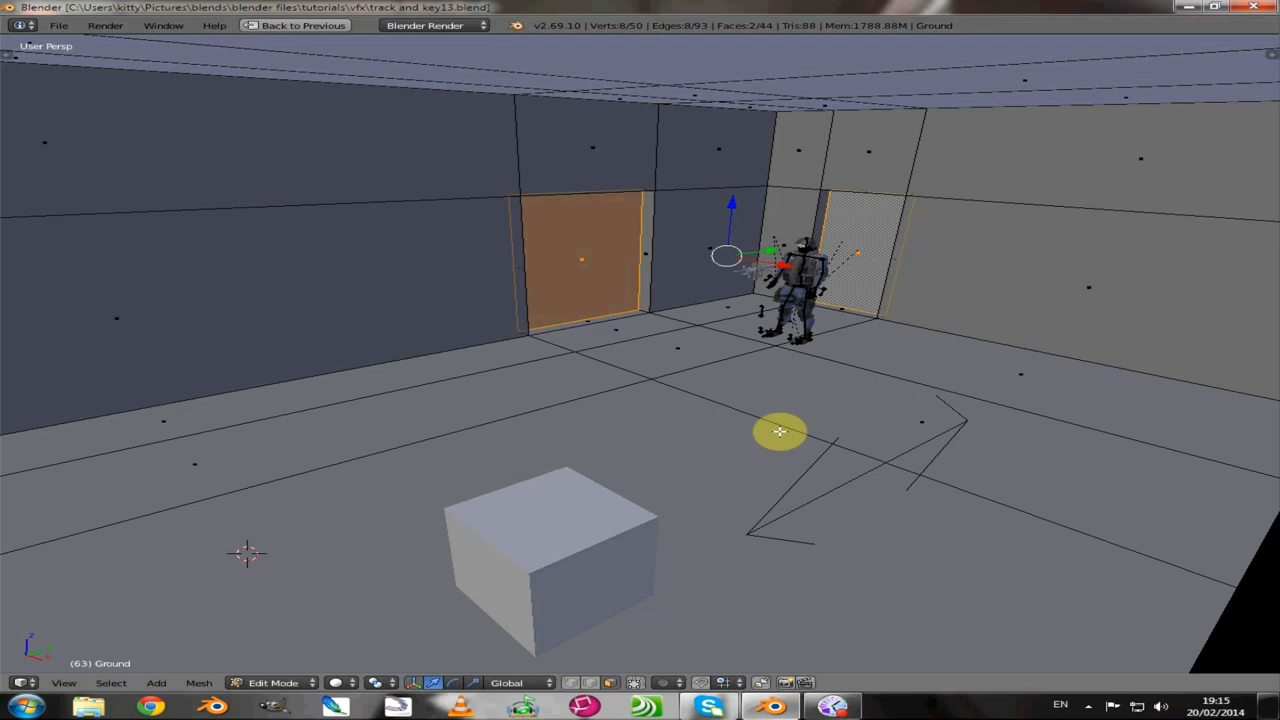 Blender [C:\Users\kitty\Pictures\blends\blender files\tutorials\vfx\track and key13.blend]
File Render Window Help Back to Previous Blender Render v2.69.10 | Verts:8/50 | Edges:8/93 | Faces:2/44 | Tris:88 | Mem:1788.88M | Ground
User Persp
z
(63) Ground
View Select Add Mesh Edit Mode Global
EN 19:15
20/02/2014